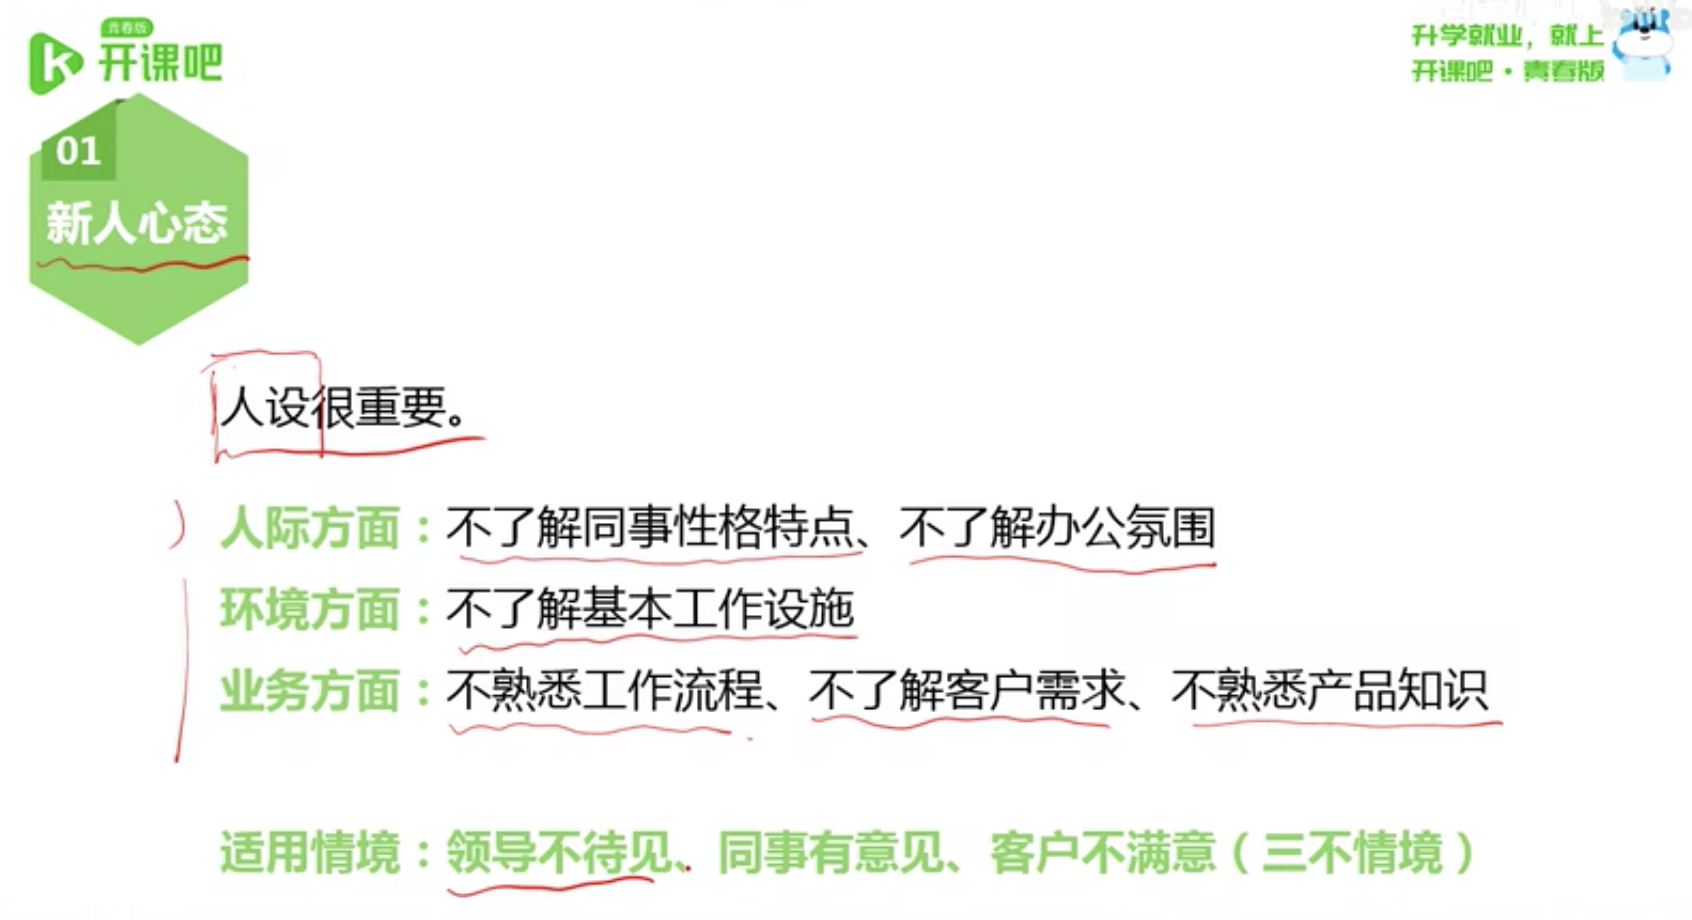 青春版
开课吧
升学就业，就上
开课吧·青春版
01
新人心态
人设很重要。
人际方面：不了解同事性格特点、不了解办公氛围
环境方面：不了解基本工作设施
业务方面：不熟悉工作流程、不了解客户需求、不熟悉产品知识
适用情境：领导不待见、同事有意见、客户不满意（三不情境）